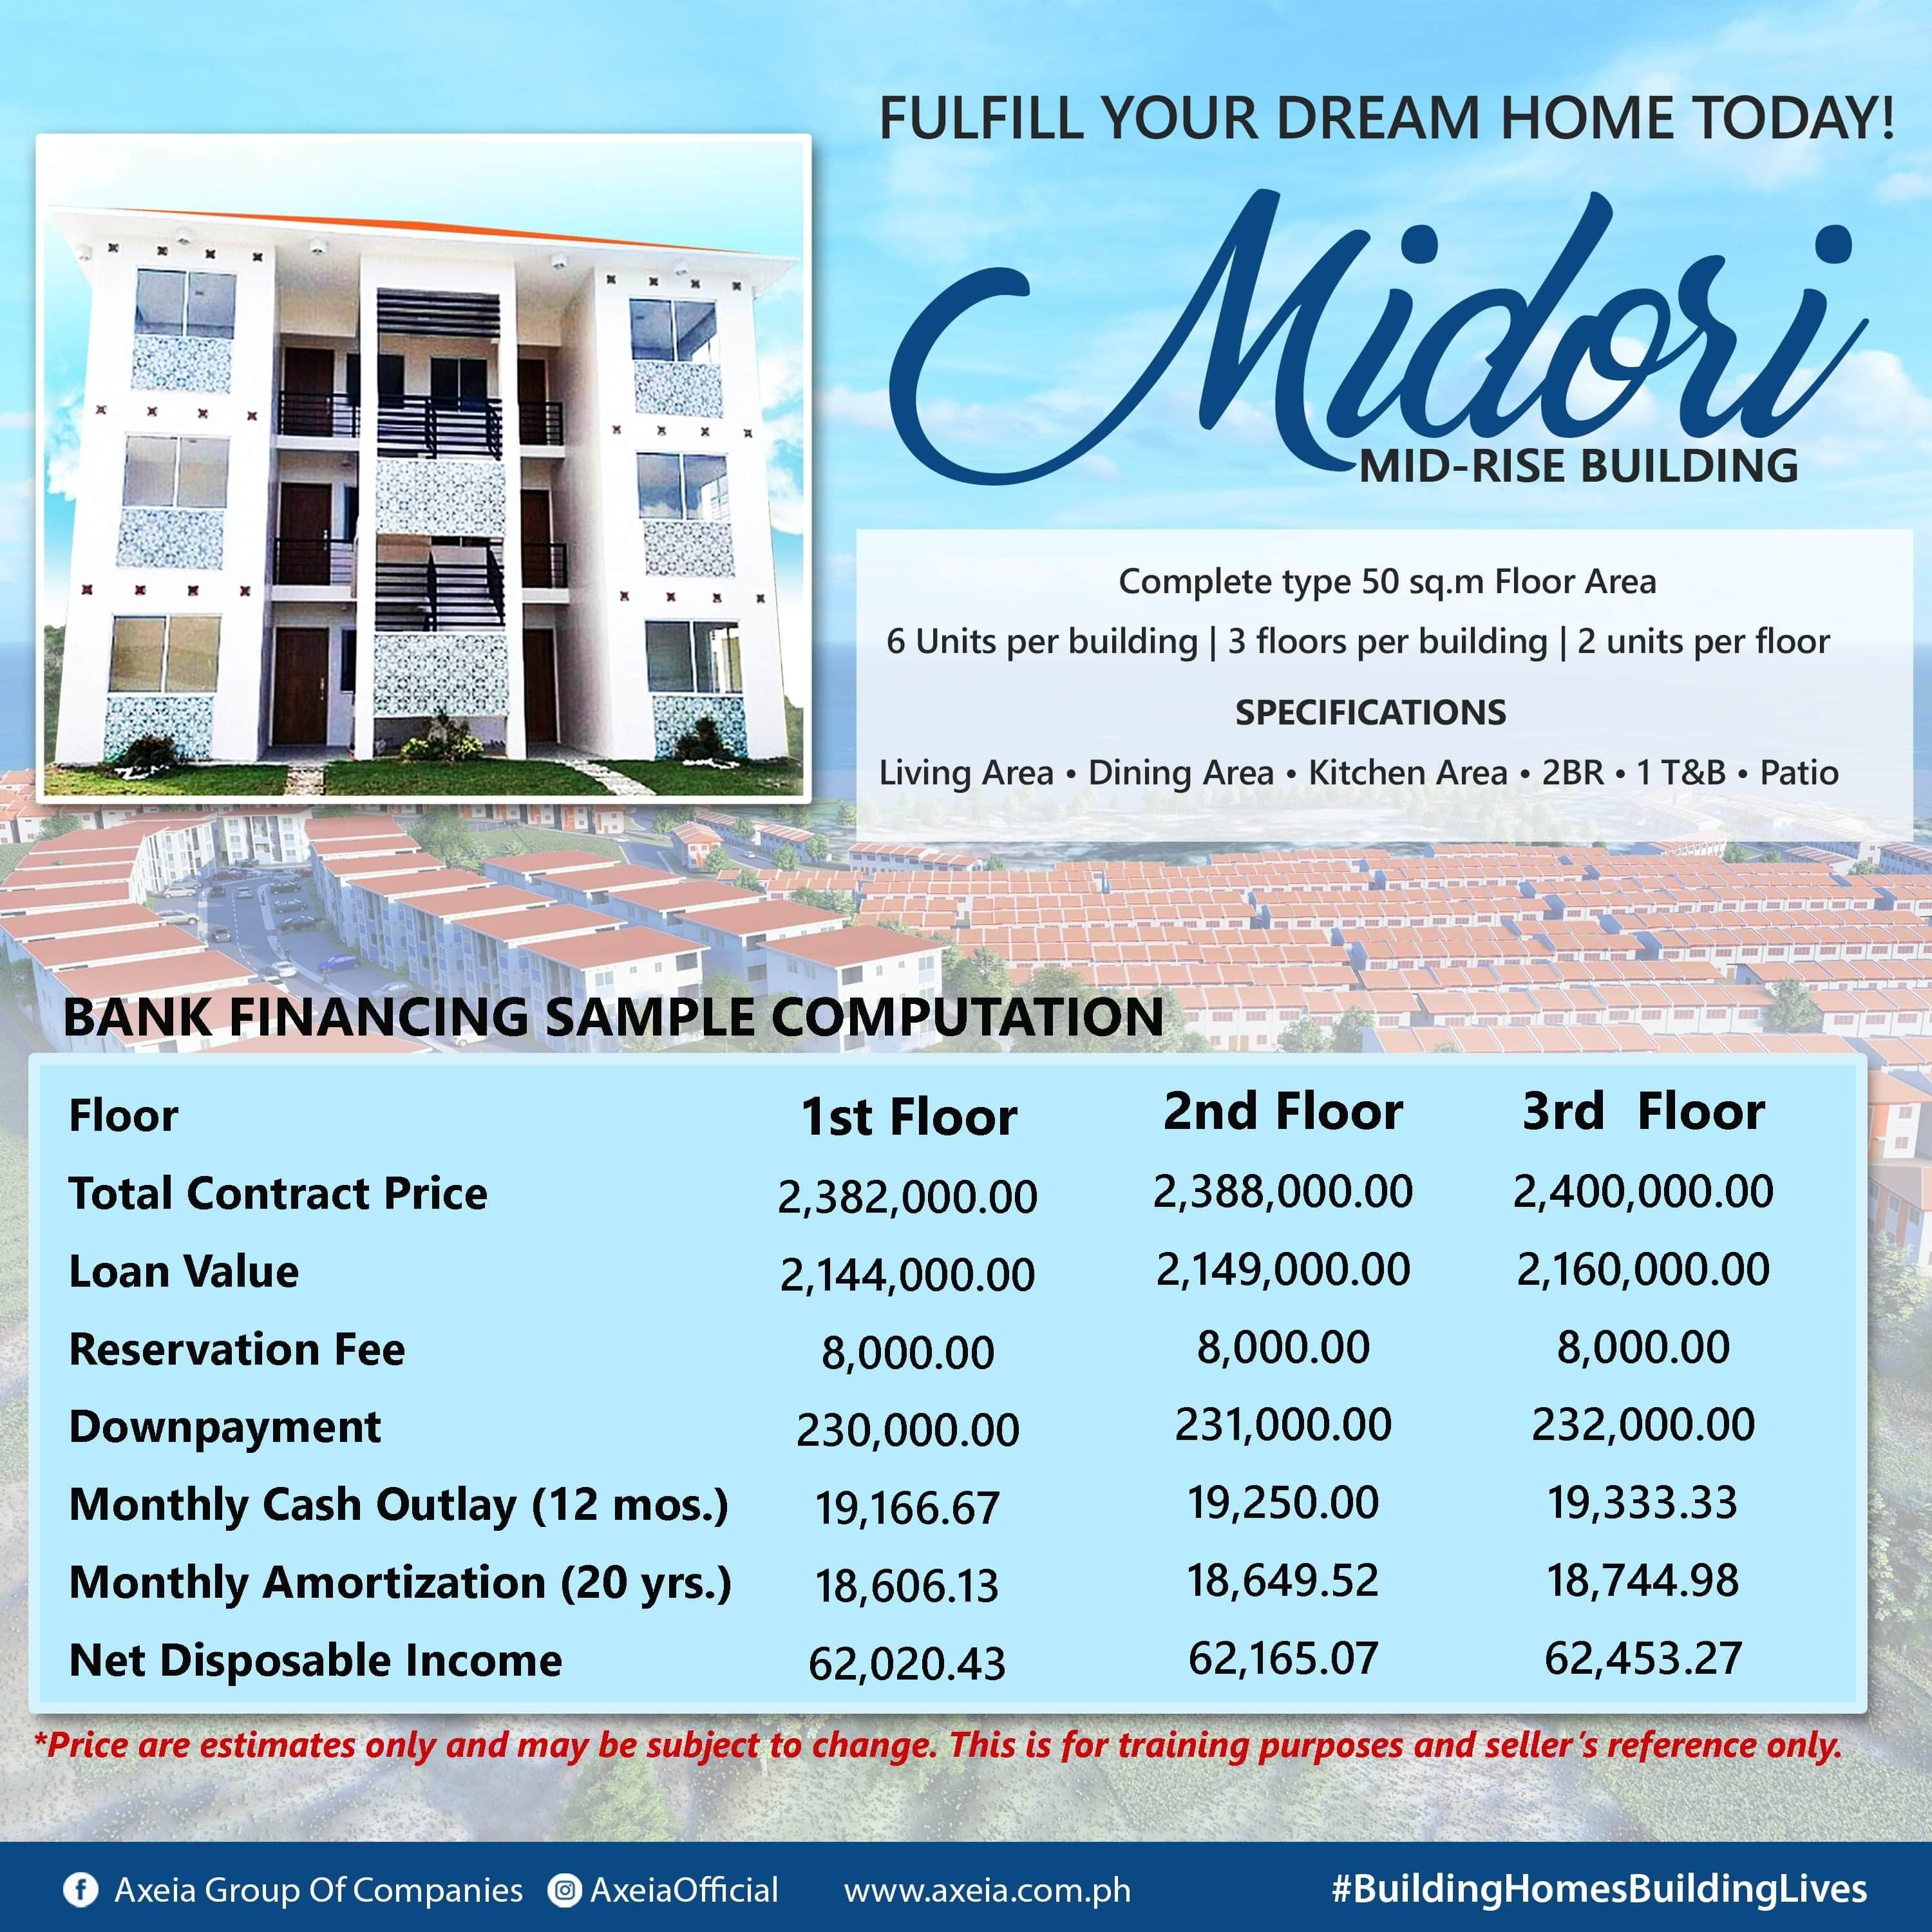 FULFILL YOUR DREAM HOME TODAY!
Midori
MID-RISE BUILDING
Complete type 50 sq.m Floor Area
6 Units per building | 3 floors per building | 2 units per floor
SPECIFICATIONS
Living Area • Dining Area • Kitchen Area • 2BR • 1 T&B • Patio
BANK FINANCING SAMPLE COMPUTATION
Floor 1st Floor 2nd Floor 3rd Floor
Total Contract Price 2,382,000.00 2,388,000.00 2,400,000.00
Loan Value 2,144,000.00 2,149,000.00 2,160,000.00
Reservation Fee 8,000.00 8,000.00 8,000.00
Downpayment 230,000.00 231,000.00 232,000.00
Monthly Cash Outlay (12 mos.) 19,166.67 19,250.00 19,333.33
Monthly Amortization (20 yrs.) 18,606.13 18,649.52 18,744.98
Net Disposable Income 62,020.43 62,165.07 62,453.27
*Price are estimates only and may be subject to change. This is for training purposes and seller's reference only.
Axeia Group Of Companies AxeiaOfficial www.axeia.com.ph #BuildingHomesBuildingLives